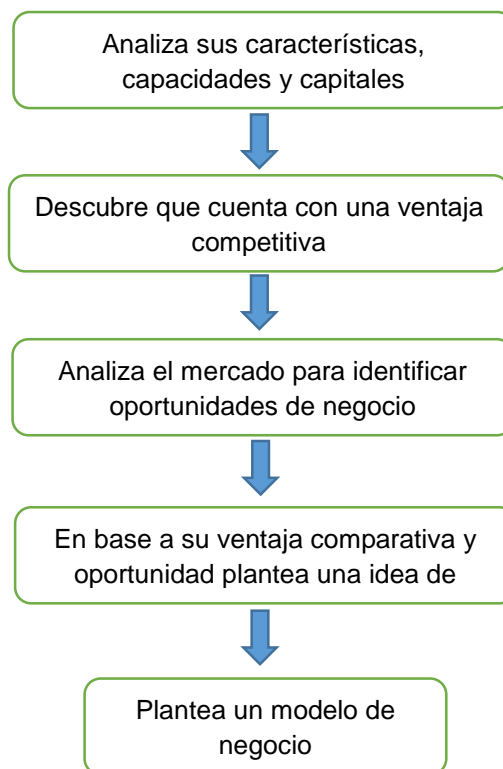 Analiza sus características,
capacidades y capitales
Descubre que cuenta con una ventaja
competitiva
Analiza el mercado para identificar
oportunidades de negocio
En base a su ventaja comparativa y
oportunidad plantea una idea de
Plantea un modelo de
negocio